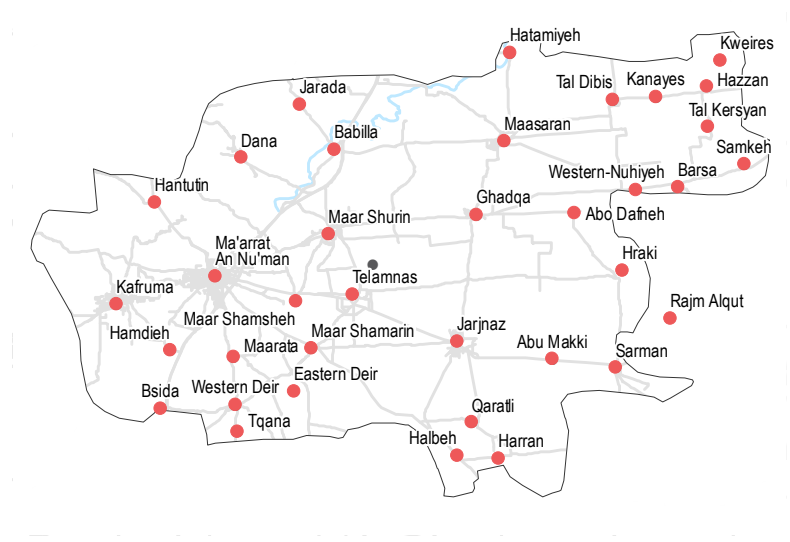 Hatamiyeh
Kweires
Tal Dibis
Kanayes
Hazzan
Jarada
Tal Kersyan
Maasaran
Babilla
Dana
Samkeh
Western-Nuhiyeh
Barsa
Hantutin
Ghadqa
Abo Dafneh
Maar Shurin
Ma'arrat
An Nu'man
Hraki
Telamnas
Kafruma
Rajm Alqut
Maar Shamsheh
Hamdieh
Maar Shamarin
Jarjnaz
Maarata
Abu Makki
Sarman
Eastern Deir
Bsida
Western Deir
Qaratli
Tqana
Halbeh
Harran